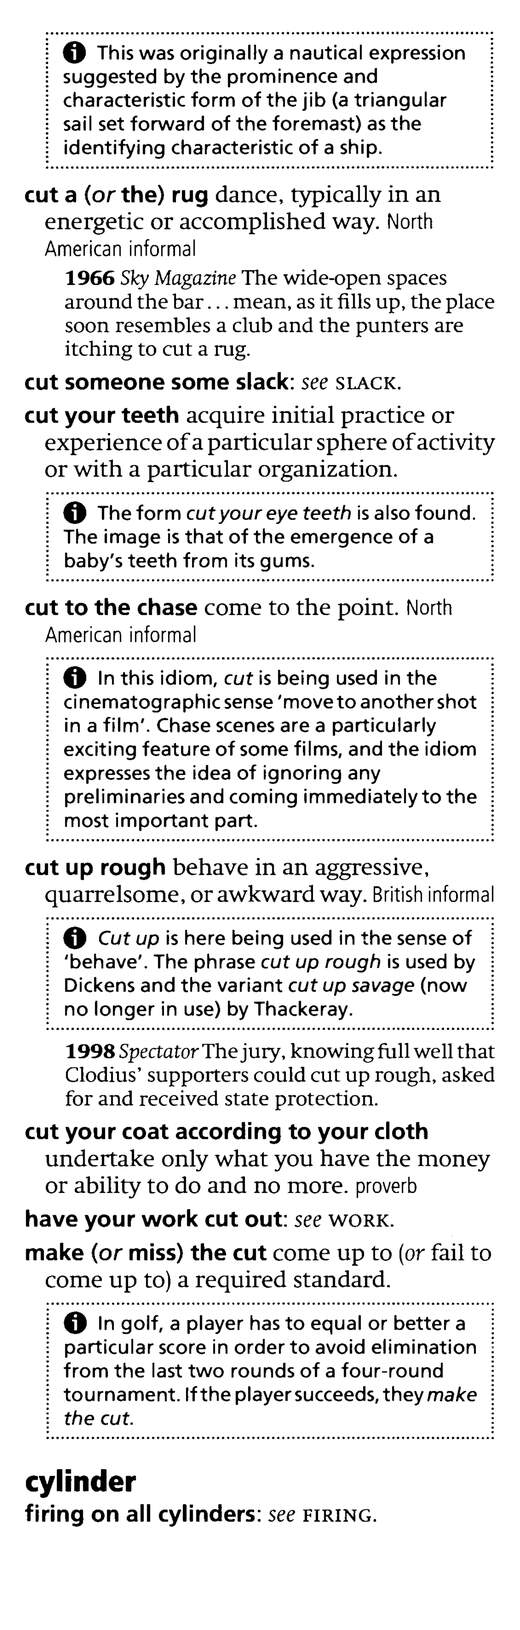 ℹ This was originally a nautical expression
suggested by the prominence and
characteristic form of the jib (a triangular
sail set forward of the foremast) as the
identifying characteristic of a ship.
cut a (or the) rug dance, typically in an
energetic or accomplished way. North
American informal
1966 Sky Magazine The wide-open spaces
around the bar... mean, as it fills up, the place
soon resembles a club and the punters are
itching to cut a rug.
cut someone some slack: see SLACK.
cut your teeth acquire initial practice or
experience of a particular sphere of activity
or with a particular organization.
ℹ The form cut your eye teeth is also found.
The image is that of the emergence of a
baby's teeth from its gums.
cut to the chase come to the point. North
American informal
ℹ In this idiom, cut is being used in the
cinematographic sense 'move to another shot
in a film'. Chase scenes are a particularly
exciting feature of some films, and the idiom
expresses the idea of ignoring any
preliminaries and coming immediately to the
most important part.
cut up rough behave in an aggressive,
quarrelsome, or awkward way. British informal
ℹ Cut up is here being used in the sense of
'behave'. The phrase cut up rough is used by
Dickens and the variant cut up savage (now
no longer in use) by Thackeray.
1998 Spectator The jury, knowing full well that
Clodius' supporters could cut up rough, asked
for and received state protection.
cut your coat according to your cloth
undertake only what you have the money
or ability to do and no more. proverb
have your work cut out: see WORK.
make (or miss) the cut come up to (or fail to
come up to) a required standard.
ℹ In golf, a player has to equal or better a
particular score in order to avoid elimination
from the last two rounds of a four-round
tournament. If the player succeeds, they make
the cut.
cylinder
firing on all cylinders: see FIRING.